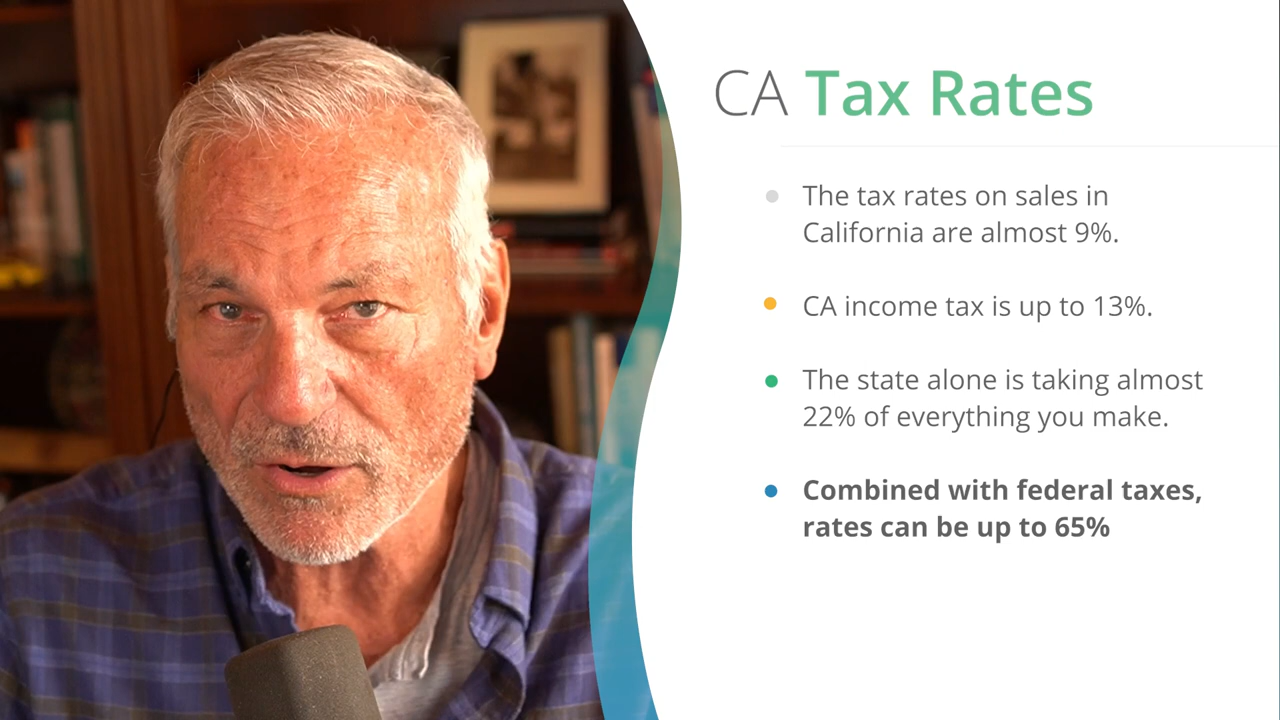 CA Tax Rates
The tax rates on sales in
California are almost 9%.
CA income tax is up to 13%.
The state alone is taking almost
22% of everything you make.
Combined with federal taxes,
rates can be up to 65%